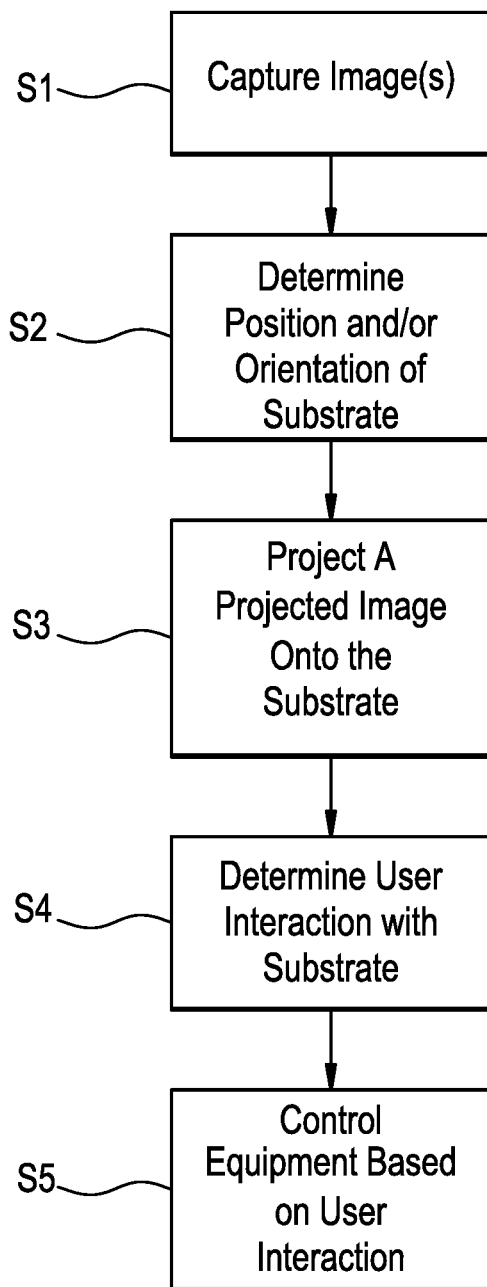 S1
Capture Image(s)
S2
Determine
Position and/or
Orientation of
Substrate
S3
Project A
Projected Image
Onto the
Substrate
S4
Determine User
Interaction with
Substrate
S5
Control
Equipment Based
on User
Interaction